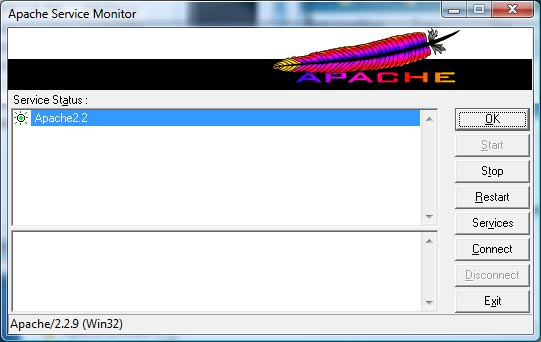 Apache Service Monitor
APACHE
Service Status :
Apache2.2
OK
Start
Stop
Restart
Services
Connect
Disconnect
Exit
Apache/2.2.9 (Win32)